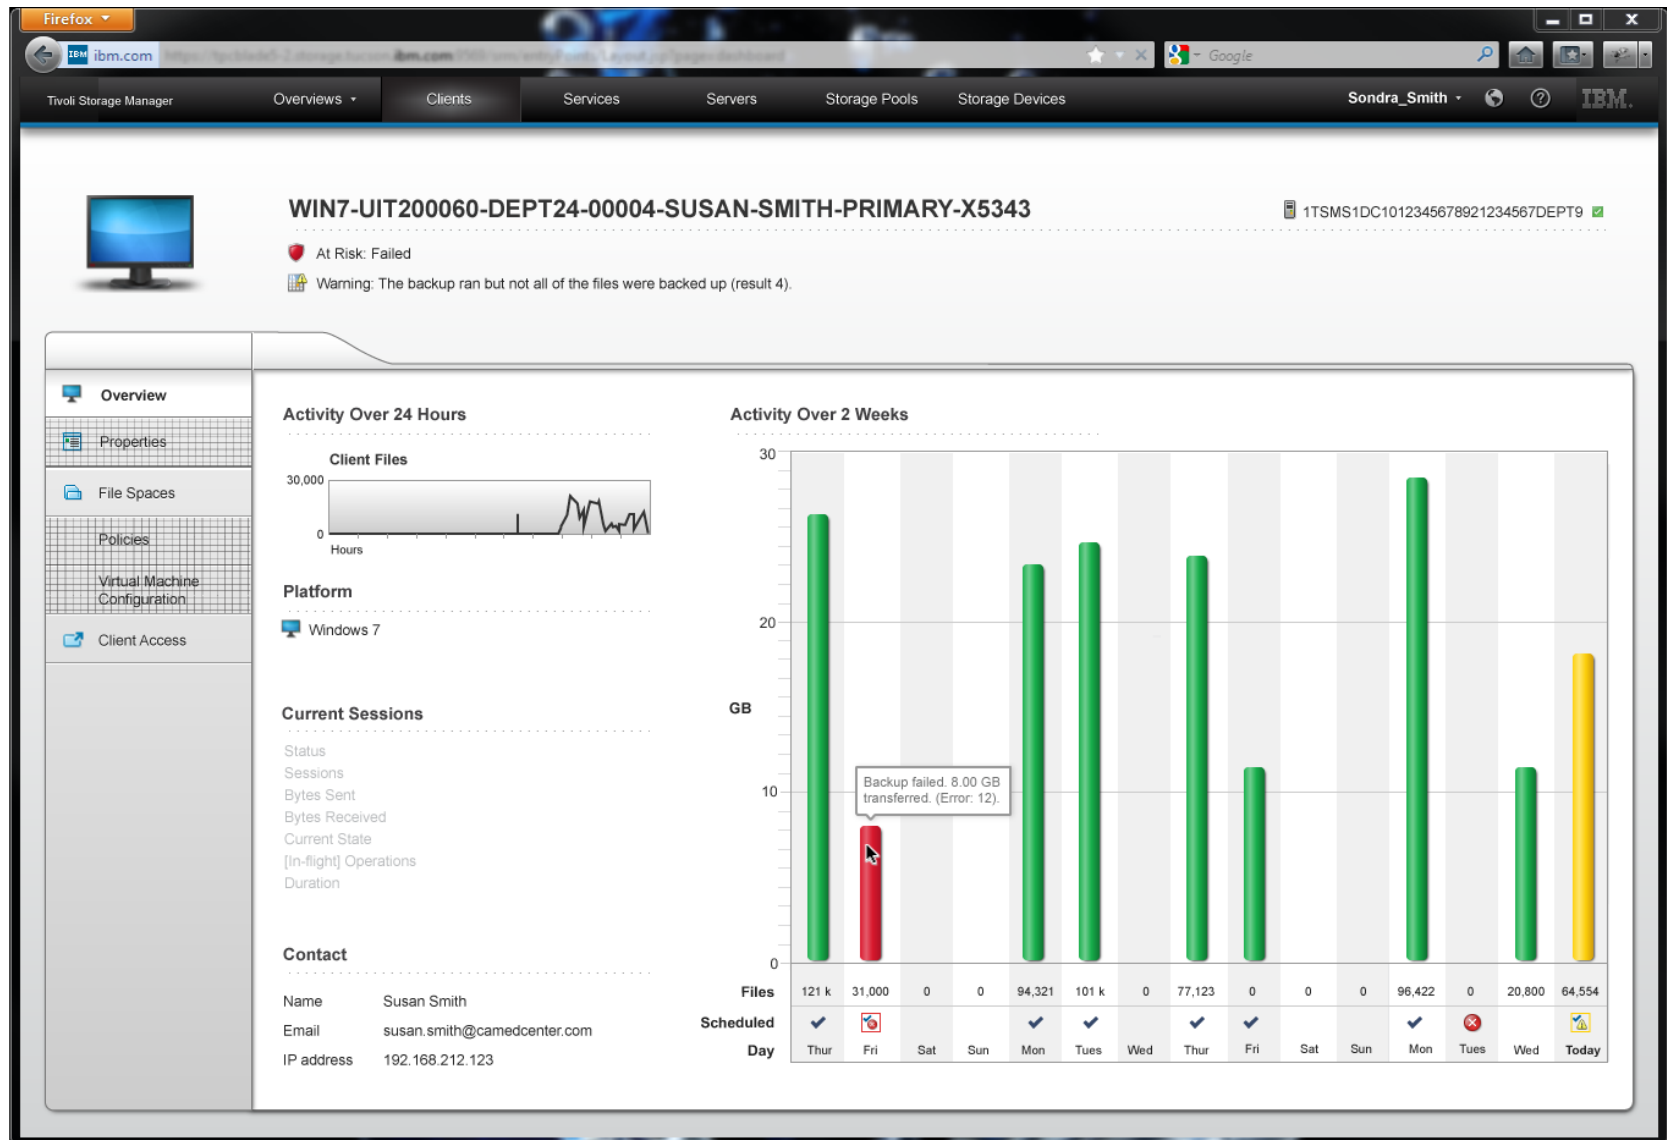 Firefox
IBM ibm.com
Google
Tivoli Storage Manager Overviews Clients Services Servers Storage Pools Storage Devices Sondra_Smith ? IBM.
WIN7-UIT200060-DEPT24-00004-SUSAN-SMITH-PRIMARY-X5343
1TSMS1DC1012345678921234567DEPT9
At Risk: Failed
Warning: The backup ran but not all of the files were backed up (result 4).
Overview
Properties
File Spaces
Policies
Virtual Machine
Configuration
Client Access
Activity Over 24 Hours
Client Files
30,000
0
Hours
Platform
Windows 7
Current Sessions
Status
Sessions
Bytes Sent
Bytes Received
Current State
[In-flight] Operations
Duration
Contact
Name Susan Smith
Email susan.smith@camedcenter.com
IP address 192.168.212.123
Activity Over 2 Weeks
30
20
GB
10
0
Backup failed. 8.00 GB
transferred. (Error: 12).
Files 121 k 31,000 0 0 94,321 101 k 0 77,123 0 0 0 96,422 0 20,800 64,554
Scheduled
Day Thur Fri Sat Sun Mon Tues Wed Thur Fri Sat Sun Mon Tues Wed Today